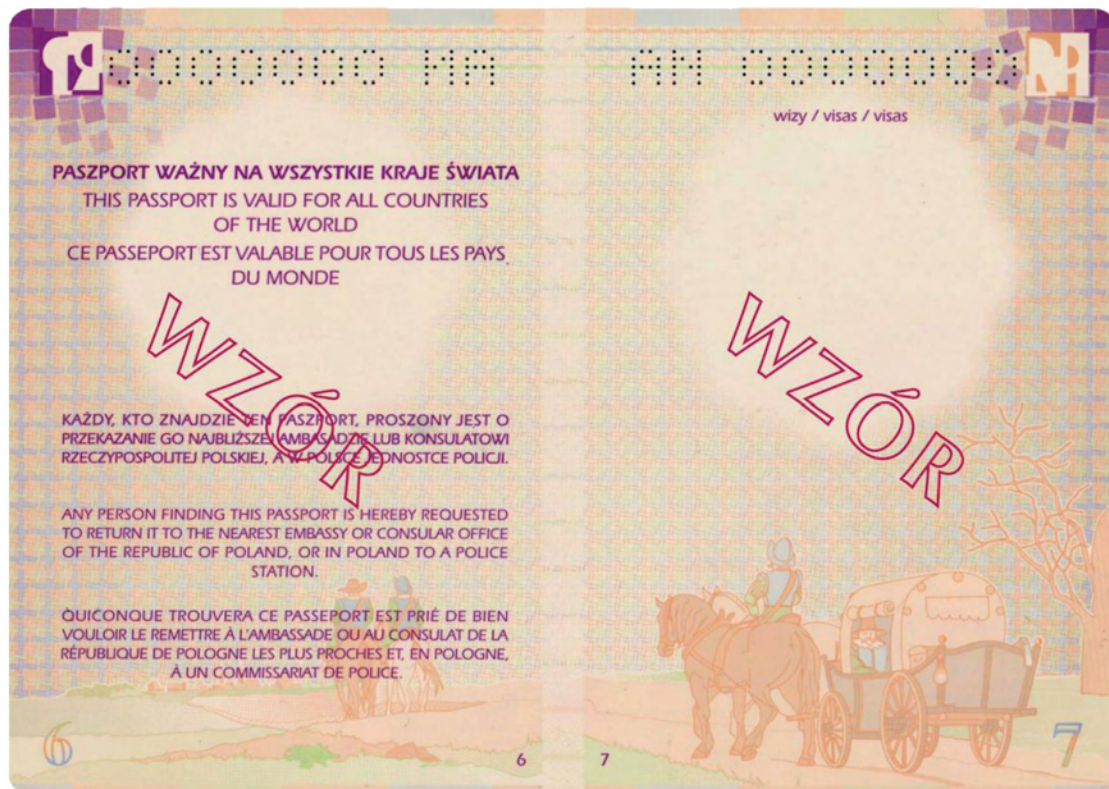 0000000 MA
AM 0000000
wizy / visas / visas
PASZPORT WAŻNY NA WSZYSTKIE KRAJE ŚWIATA
THIS PASSPORT IS VALID FOR ALL COUNTRIES
OF THE WORLD
CE PASSEPORT EST VALABLE POUR TOUS LES PAYS
DU MONDE
WZÓR
KAŻDY, KTO ZNAJDZIE TEN PASZPORT, PROSZONY JEST O
PRZEKAZANIE GO NAJBLIŻSZEJ AMBASADZIE LUB KONSULATOWI
RZECZYPOSPOLITEJ POLSKIEJ, A W POLSCE JEDNOSTCE POLICJI.
ANY PERSON FINDING THIS PASSPORT IS HEREBY REQUESTED
TO RETURN IT TO THE NEAREST EMBASSY OR CONSULAR OFFICE
OF THE REPUBLIC OF POLAND, OR IN POLAND TO A POLICE
STATION.
QUICONQUE TROUVERA CE PASSEPORT EST PRIÉ DE BIEN
VOULOIR LE REMETTRE À L'AMBASSADE OU AU CONSULAT DE LA
RÉPUBLIQUE DE POLOGNE LES PLUS PROCHES ET, EN POLOGNE,
À UN COMMISSARIAT DE POLICE.
6
6
WZÓR
7
7